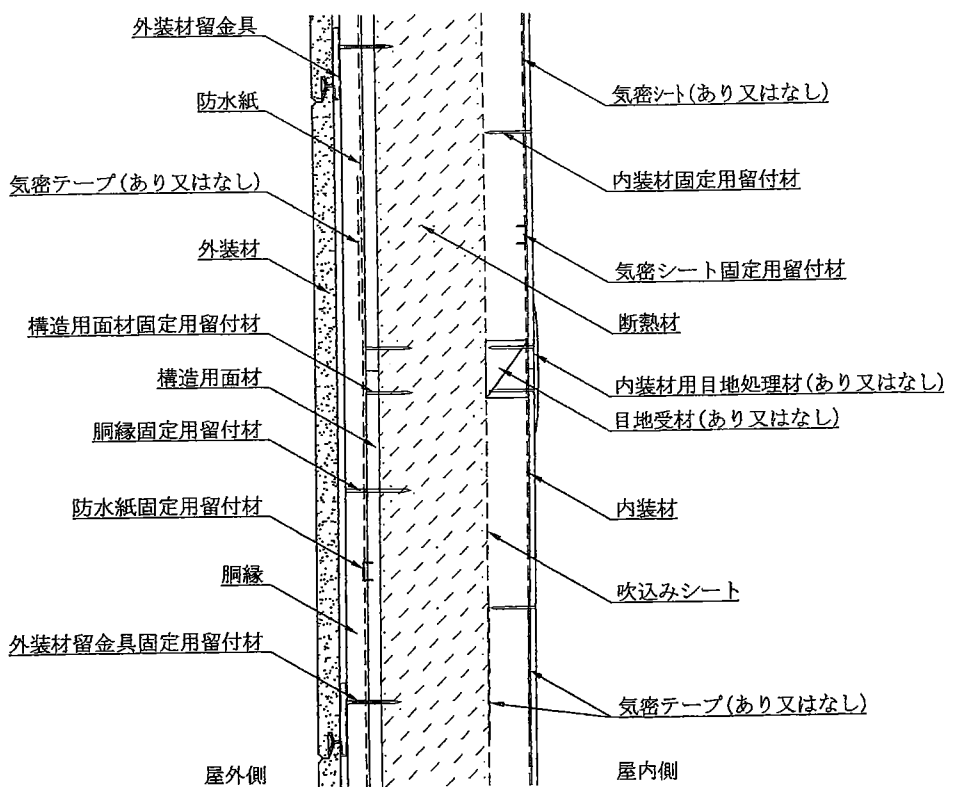 外装材留金具
防水紙
気密テープ(あり又はなし)
外装材
構造用面材固定用留付材
構造用面材
胴縁固定用留付材
防水紙固定用留付材
胴縁
外装材留金具固定用留付材
屋外側
気密シート(あり又はなし)
内装材固定用留付材
気密シート固定用留付材
断熱材
内装材用目地処理材(あり又はなし)
目地受材(あり又はなし)
内装材
吹込みシート
気密テープ(あり又はなし)
屋内側